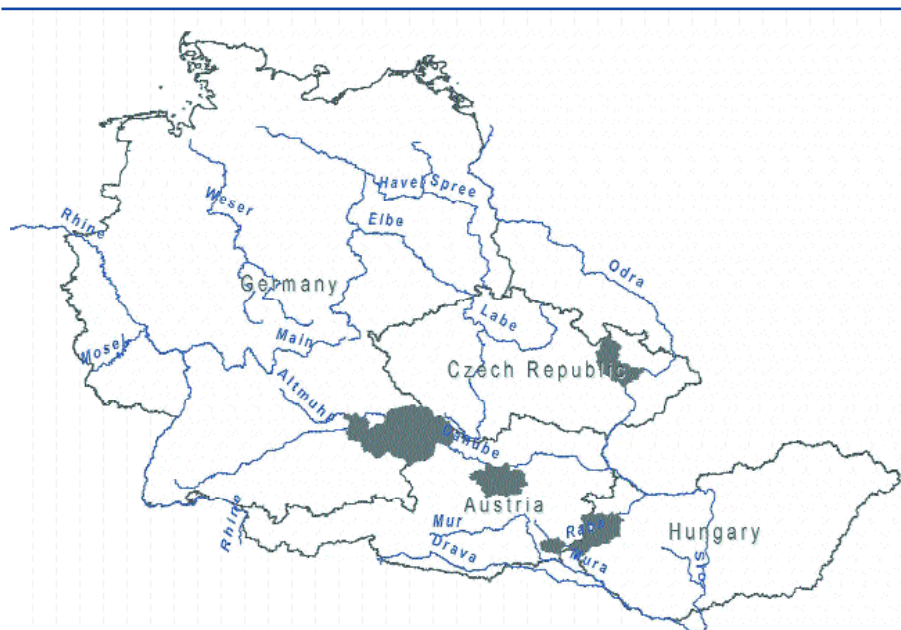 Havel
Spree
Weser
Elbe
Rhine
Odra
Germany
Labe
Main
Mosel
Czech Republic
Altmuhp
Danube
Austria
Rhine
Mur
Raba
Hungary
Drava
Mura